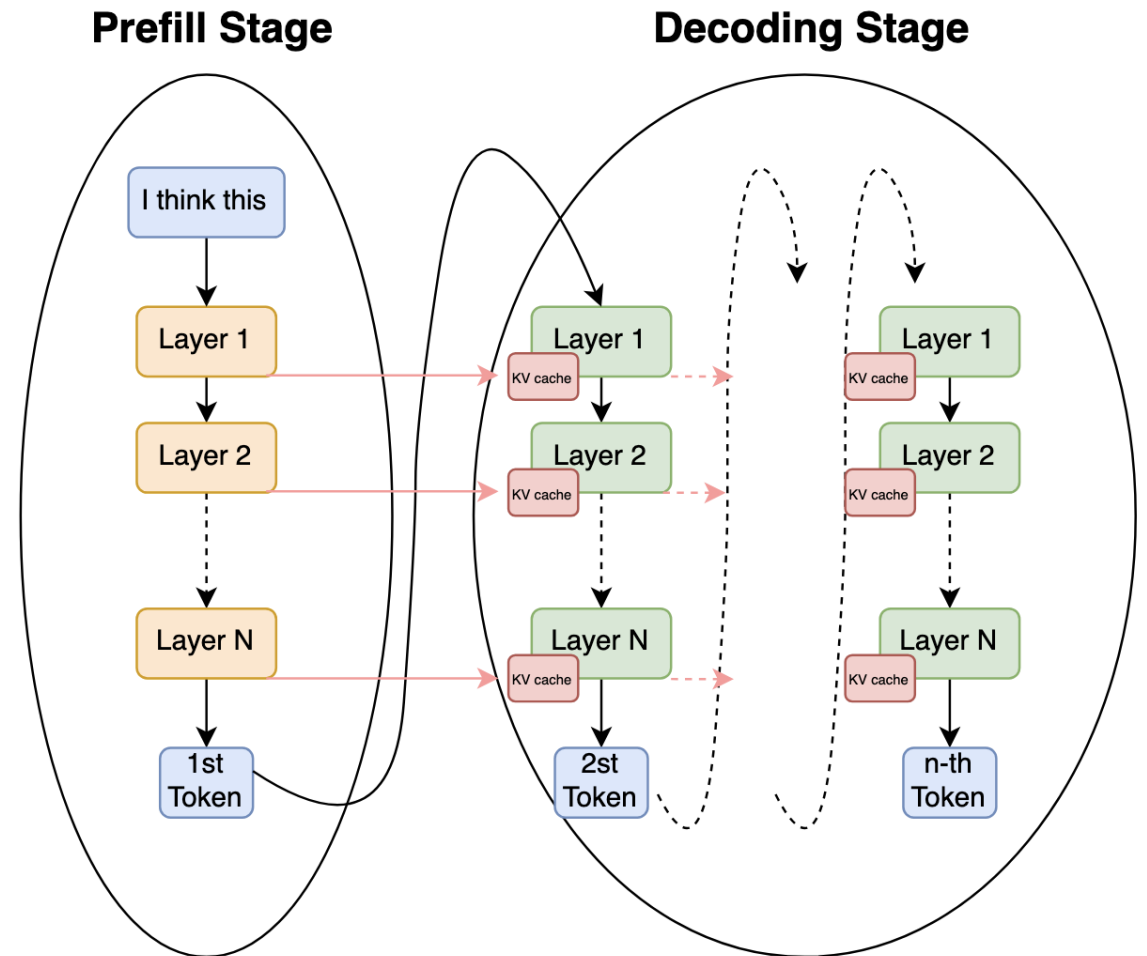 Prefill Stage
I think this
Layer 1
Layer 2
Layer N
1st
Token
Decoding Stage
Layer 1
KV cache
Layer 2
KV cache
Layer N
KV cache
2st
Token
Layer 1
KV cache
Layer 2
KV cache
Layer N
KV cache
n-th
Token